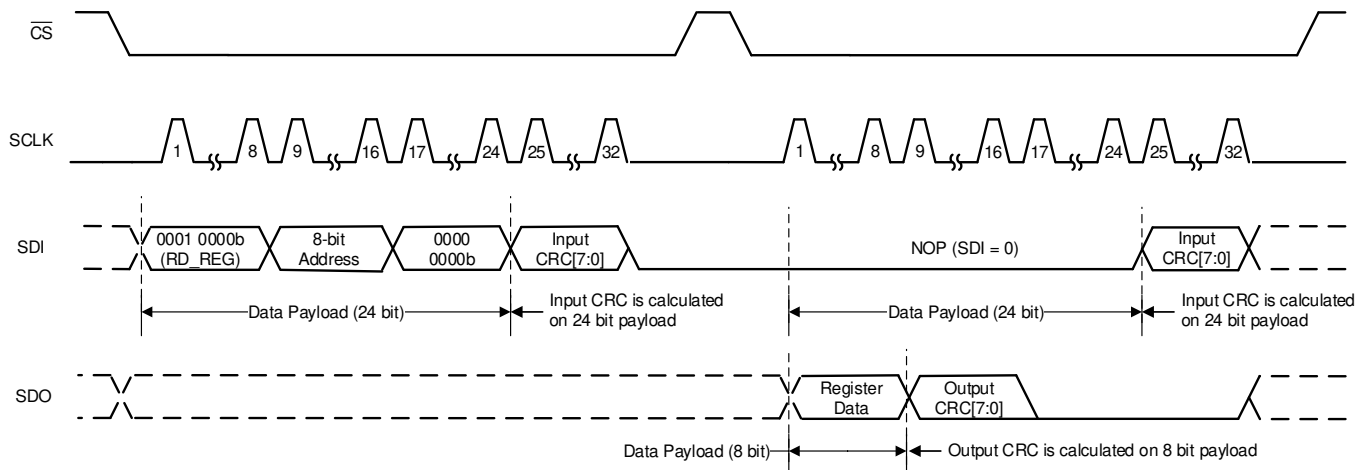 CS
SCLK
1 8 9 16 17 24 25 32 1 8 9 16 17 24 25 32
SDI
0001 0000b
(RD_REG)
8-bit
Address
0000
0000b
Input
CRC[7:0]
NOP (SDI = 0)
Input
CRC[7:0]
Data Payload (24 bit)
Input CRC is calculated
on 24 bit payload
Data Payload (24 bit)
Input CRC is calculated
on 24 bit payload
SDO
Register
Data
Output
CRC[7:0]
Data Payload (8 bit)
Output CRC is calculated on 8 bit payload